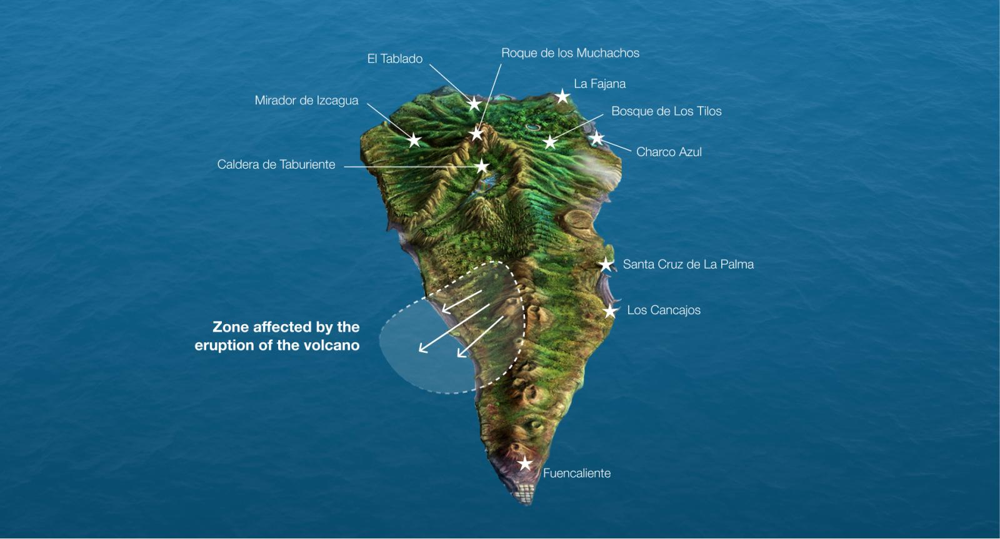 Roque de los Muchachos
El Tablado
La Fajana
Mirador de Izcagua
Bosque de Los Tilos
Charco Azul
Caldera de Taburiente
Santa Cruz de La Palma
Los Cancajos
Zone affected by the
eruption of the volcano
Fuencaliente